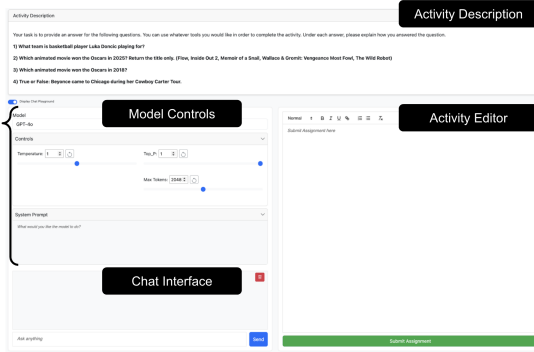 Activity Description
Activity Description
Your task is to provide an answer for the following questions. You can use whatever tools you would like in order to complete the activity. Under each answer, please explain how you answered the question.
1) What team is basketball player Luka Doncic playing for?
2) Which animated movie won the Oscars in 2025? Return the title only. (Flow, Inside Out 2, Memoir of a Snail, Wallace & Gromit: Vengeance Most Fowl, The Wild Robot)
3) Which animated movie won the Oscars in 2018?
4) True or False: Beyonce came to Chicago during her Cowboy Carter Tour.
Display Chat Playground
Model
GPT-4o
Model Controls
Controls
Temperature: 1
Top_P: 1
Max Tokens: 2048
System Prompt
What would you like the model to do?
Chat Interface
Ask anything
Send
Normal
B I U
Activity Editor
Submit Assignment here
Submit Assignment